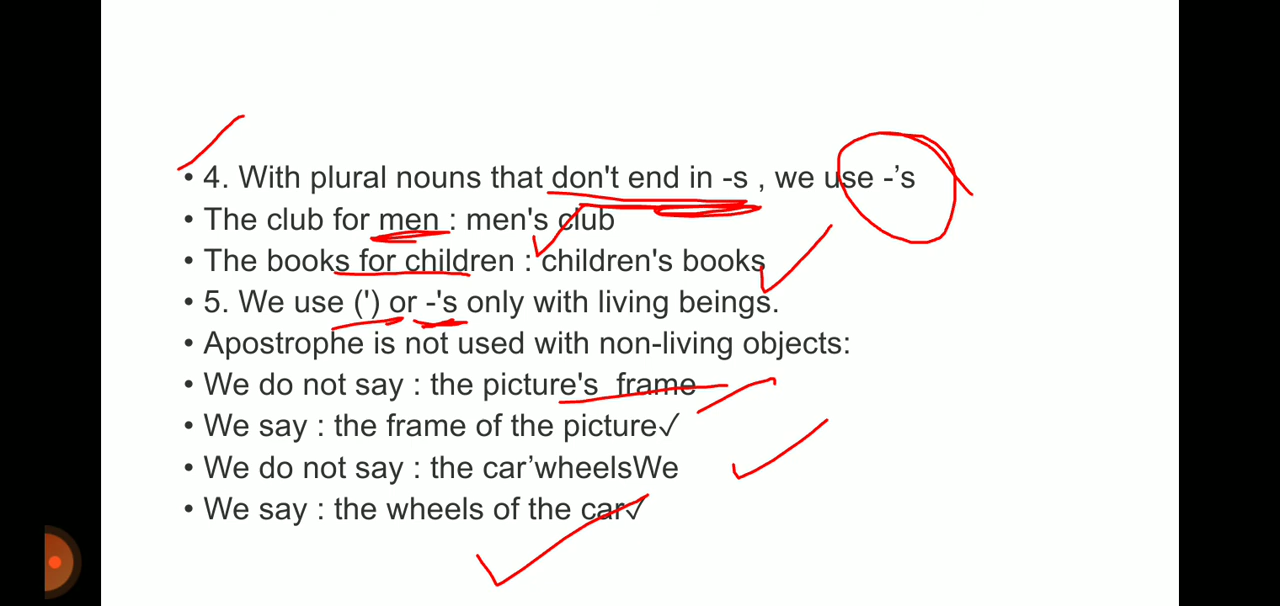 • 4. With plural nouns that don't end in -s , we use -’s
• The club for men : men's club
• The books for children : children's books
• 5. We use (') or -'s only with living beings.
• Apostrophe is not used with non-living objects:
• We do not say : the picture's  frame
• We say : the frame of the picture✓
• We do not say : the car’wheelsWe
• We say : the wheels of the car✓